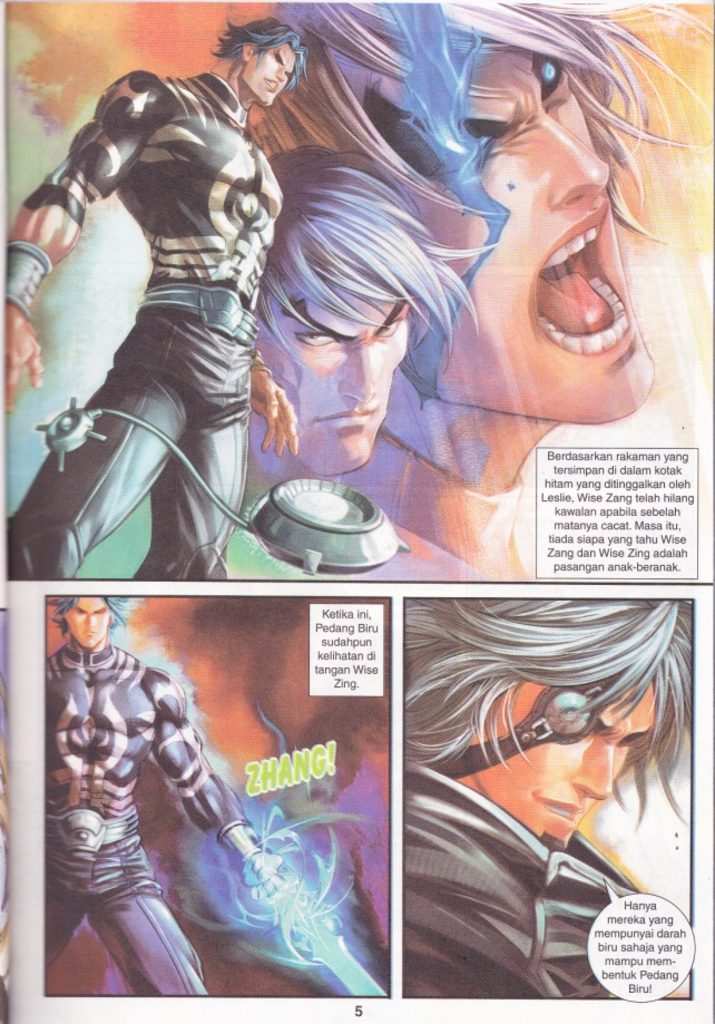 Berdasarkan rakaman yang
tersimpan di dalam kotak
hitam yang ditinggalkan oleh
Leslie, Wise Zang telah hilang
kawalan apabila sebelah
matanya cacat. Masa itu,
tiada siapa yang tahu Wise
Zang dan Wise Zing adalah
pasangan anak-beranak.
Ketika ini,
Pedang Biru
sudahpun
kelihatan di
tangan Wise
Zing.
ZHANG!
Hanya
mereka yang
mempunyai darah
biru sahaja yang
mampu mem-
bentuk Pedang
Biru!
5